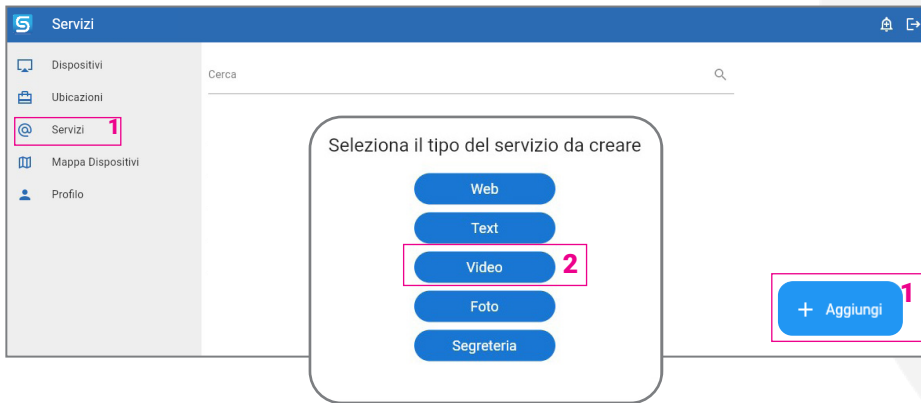 Servizi
Dispositivi
Cerca
Ubicazioni
Servizi 1
Mappa Dispositivi
Profilo
Seleziona il tipo del servizio da creare
Web
Text
Video 2
Foto
Segreteria
+ Aggiungi 1